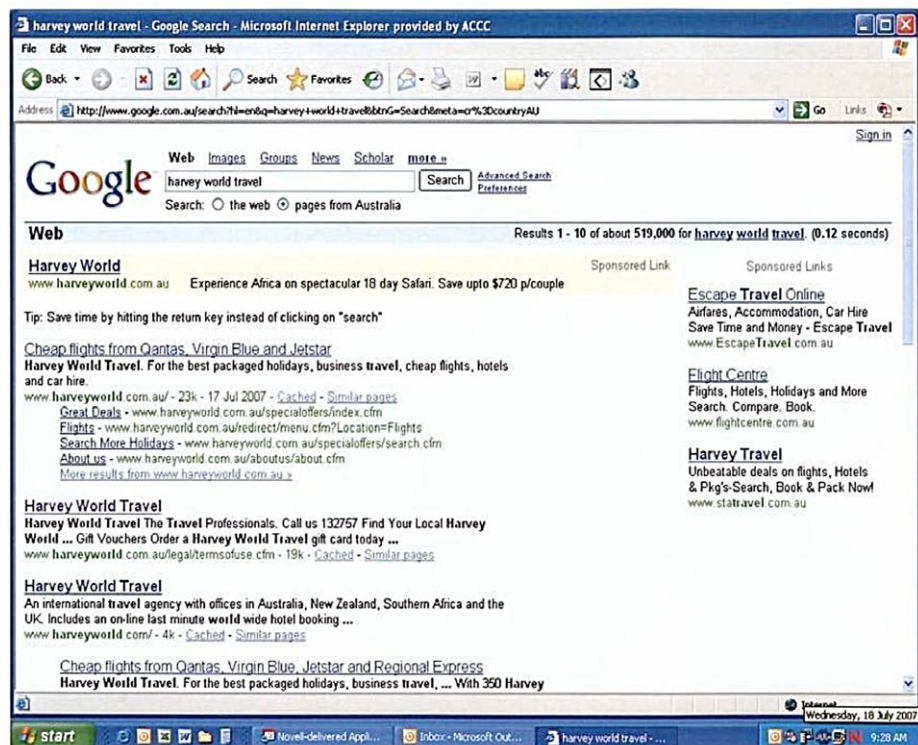 harvey world travel - Google Search - Microsoft Internet Explorer provided by ACCC
File Edit View Favorites Tools Help
Back Search Favorites
Address http://www.google.com.au/search?hl=en&q=harvey+world+travel&btnG=Search&meta=cr%3DcountryAU Go Links
Sign in
Web Images Groups News Scholar more »
Google harvey world travel Search Advanced Search
Preferences
Search: the web pages from Australia
Web Results 1 - 10 of about 519,000 for harvey world travel. (0.12 seconds)
Harvey World Sponsored Link
www.harveyworld.com.au Experience Africa on spectacular 18 day Safari. Save upto $720 p/couple
Tip: Save time by hitting the return key instead of clicking on "search"
Cheap flights from Qantas, Virgin Blue and Jetstar
Harvey World Travel. For the best packaged holidays, business travel, cheap flights, hotels
and car hire.
www.harveyworld.com.au/ - 23k - 17 Jul 2007 - Cached - Similar pages
Great Deals - www.harveyworld.com.au/specialoffers/index.cfm
Flights - www.harveyworld.com.au/redirect/menu.cfm?Location=Flights
Search More Holidays - www.harveyworld.com.au/specialoffers/search.cfm
About us - www.harveyworld.com.au/aboutus/about.cfm
More results from www.harveyworld.com.au »
Harvey World Travel
Harvey World Travel The Travel Professionals. Call us 132757 Find Your Local Harvey
World ... Gift Vouchers Order a Harvey World Travel gift card today ...
www.harveyworld.com.au/legal/termsofuse.cfm - 19k - Cached - Similar pages
Harvey World Travel
An international travel agency with offices in Australia, New Zealand, Southern Africa and the
UK. Includes an on-line last minute world wide hotel booking ...
www.harveyworld.com/ - 4k - Cached - Similar pages
Cheap flights from Qantas, Virgin Blue, Jetstar and Regional Express
Harvey World Travel. For the best packaged holidays, business travel, ... With 350 Harvey
Sponsored Links
Escape Travel Online
Airfares, Accommodation, Car Hire
Save Time and Money - Escape Travel
www.EscapeTravel.com.au
Flight Centre
Flights, Hotels, Holidays and More
Search. Compare. Book.
www.flightcentre.com.au
Harvey Travel
Unbeatable deals on flights, Hotels
& Pkg's-Search, Book & Pack Now!
www.statravel.com.au
Internet
Wednesday, 18 July 2007
start Novell-delivered Appl... Inbox - Microsoft Out... harvey world travel - ... 9:28 AM